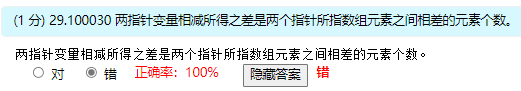 (1 分) 29.100030 两指针变量相减所得之差是两个指针所指数组元素之间相差的元素个数。
两指针变量相减所得之差是两个指针所指数组元素之间相差的元素个数。
对 错 正确率：100% 隐藏答案 错